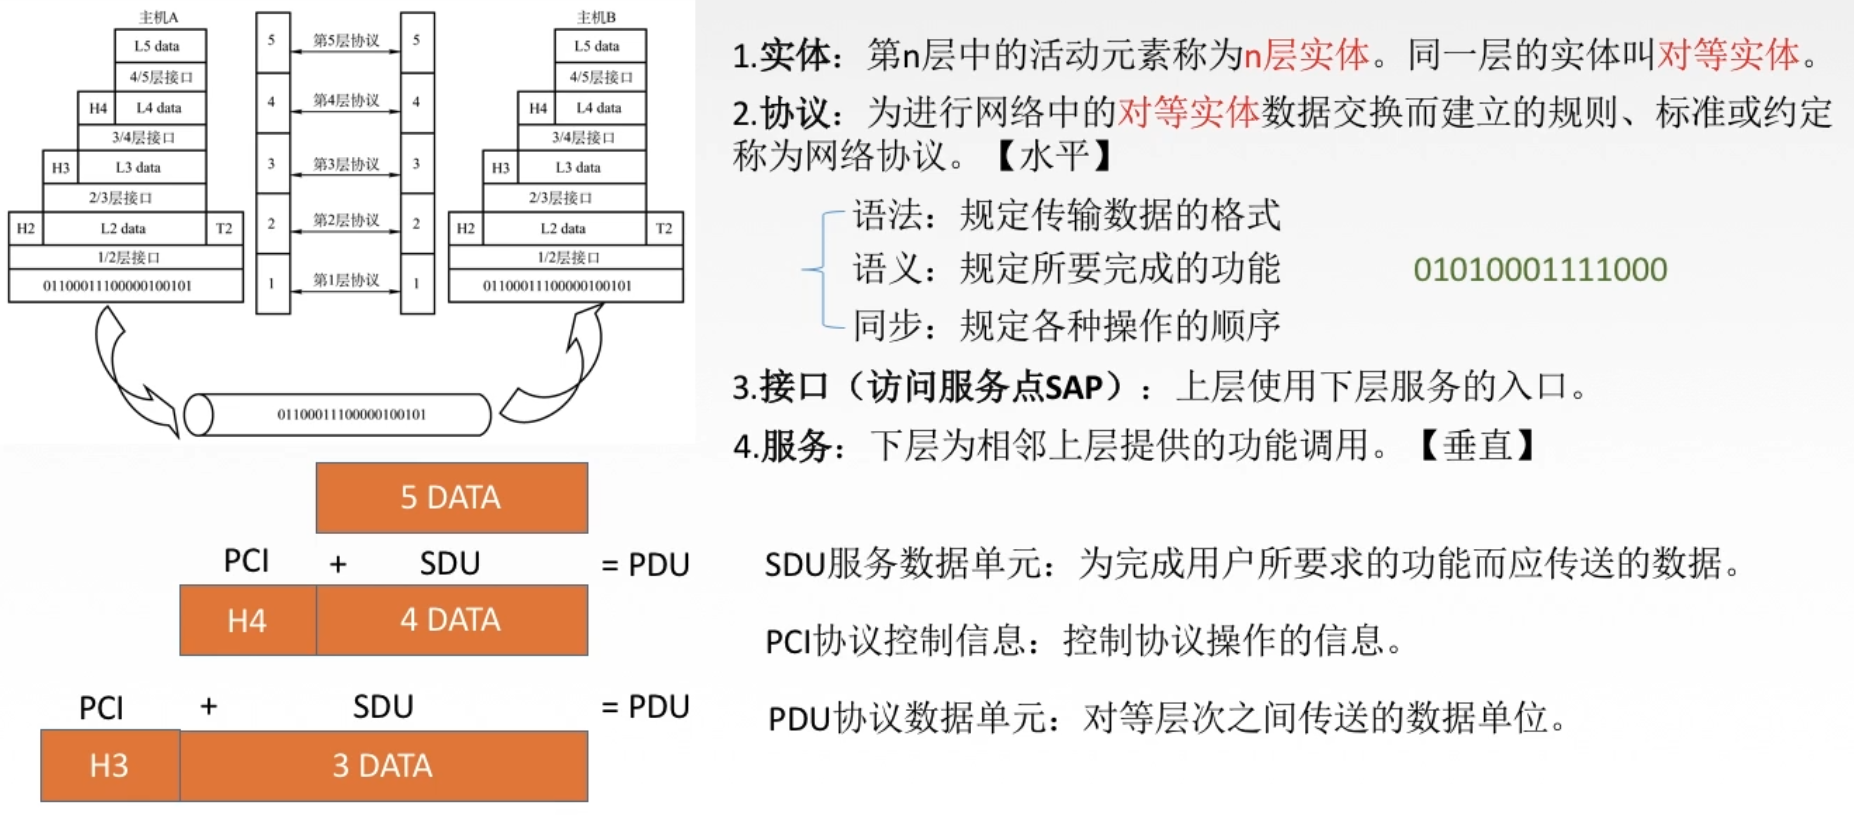 主机A
L5 data
4/5层接口
H4 L4 data
3/4层接口
H3 L3 data
2/3层接口
H2 L2 data T2
1/2层接口
01100011100000100101
5 第5层协议 5
4 第4层协议 4
3 第3层协议 3
2 第2层协议 2
1 第1层协议 1
主机B
L5 data
4/5层接口
H4 L4 data
3/4层接口
H3 L3 data
2/3层接口
H2 L2 data T2
1/2层接口
01100011100000100101
01100011100000100101
1.实体：第n层中的活动元素称为n层实体。同一层的实体叫对等实体。
2.协议：为进行网络中的对等实体数据交换而建立的规则、标准或约定
称为网络协议。【水平】
语法：规定传输数据的格式
语义：规定所要完成的功能
01010001111000
同步：规定各种操作的顺序
3.接口（访问服务点SAP）：上层使用下层服务的入口。
4.服务：下层为相邻上层提供的功能调用。【垂直】
5 DATA
PCI + SDU = PDU
H4 4 DATA
PCI + SDU = PDU
H3 3 DATA
SDU服务数据单元：为完成用户所要求的功能而应传送的数据。
PCI协议控制信息：控制协议操作的信息。
PDU协议数据单元：对等层次之间传送的数据单位。